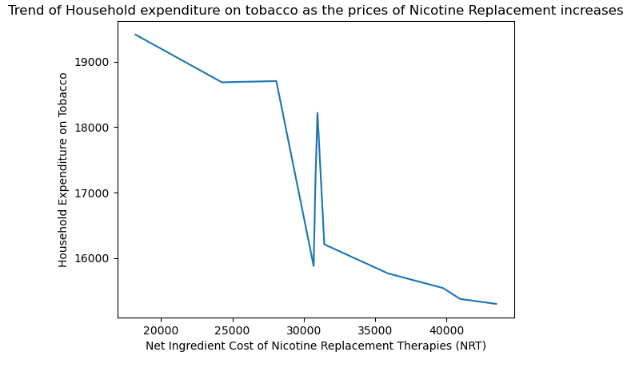 Trend of Household expenditure on tobacco as the prices of Nicotine Replacement increases
Household Expenditure on Tobacco
19000
18000
17000
16000
20000 25000 30000 35000 40000
Net Ingredient Cost of Nicotine Replacement Therapies (NRT)